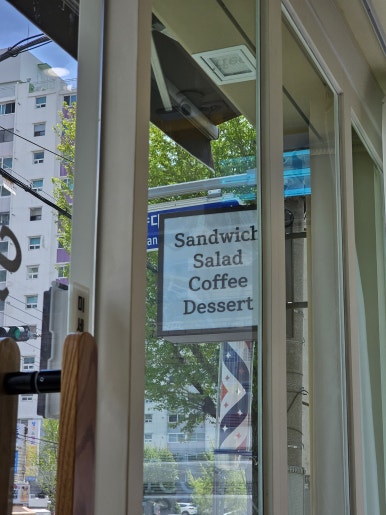 Sandwich
Salad
Coffee
Dessert